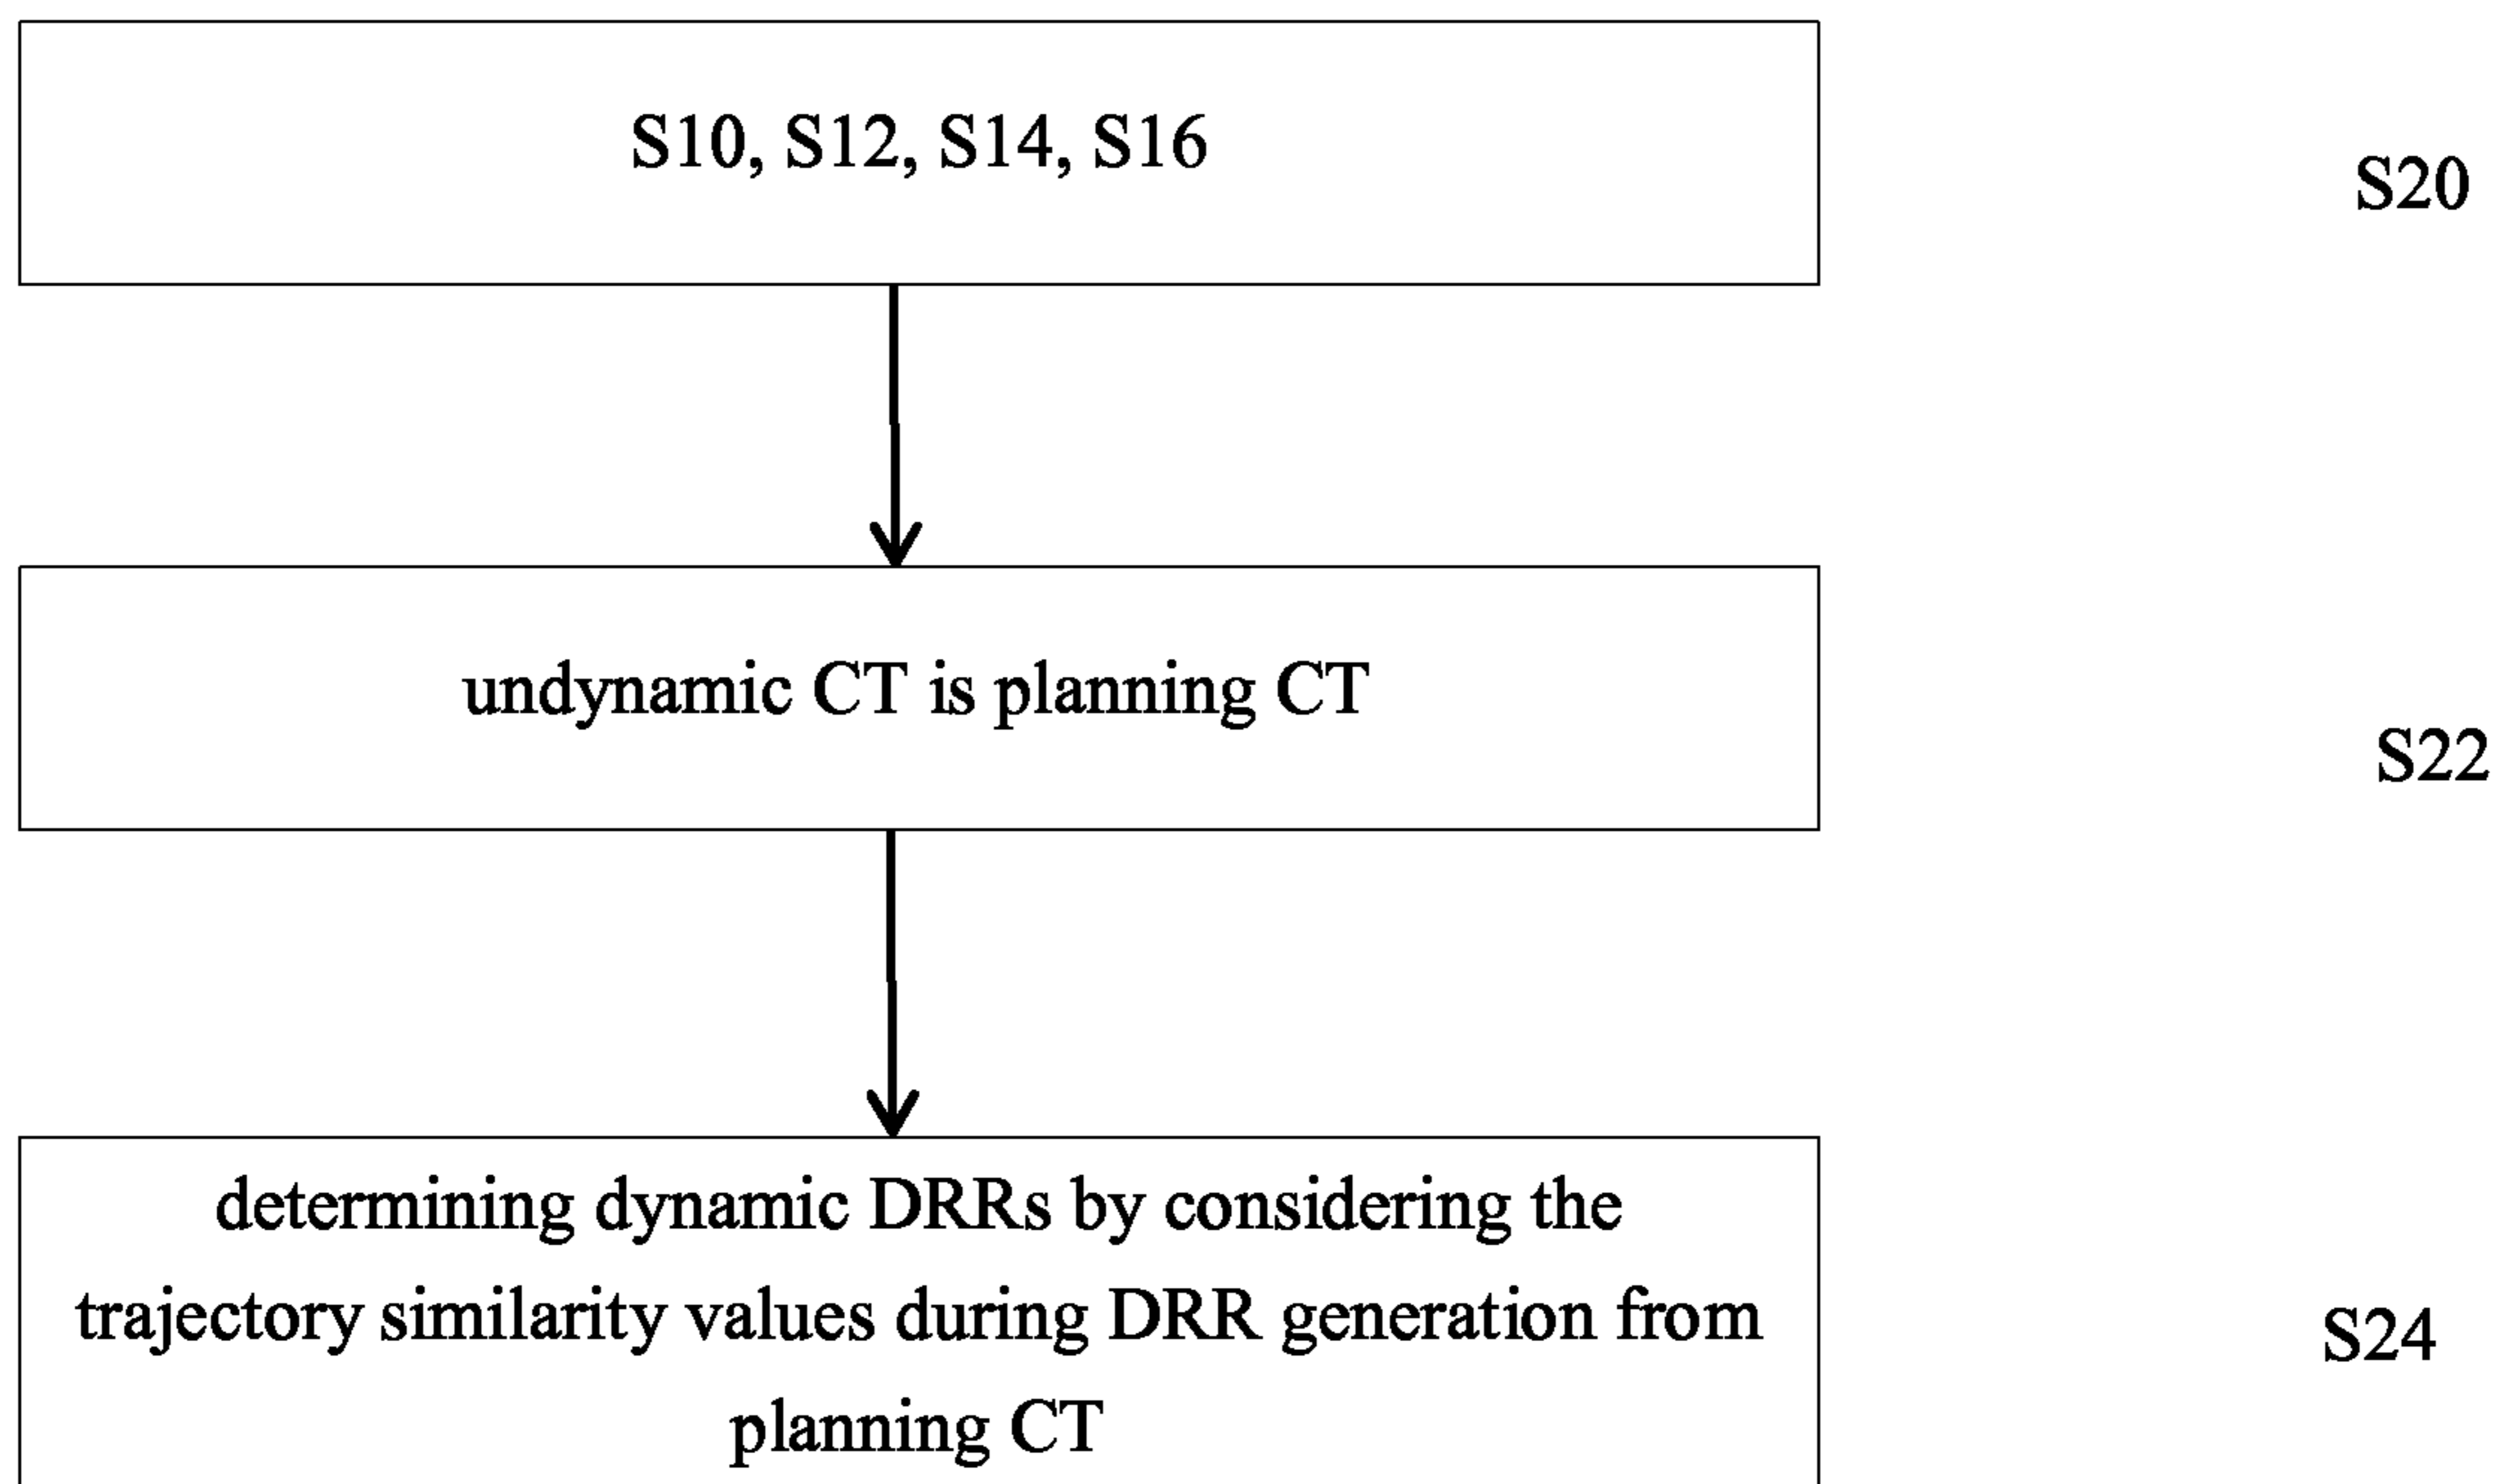 S10, S12, S14, S16
S20
undynamic CT is planning CT
S22
determining dynamic DRRs by considering the
trajectory similarity values during DRR generation from
planning CT
S24